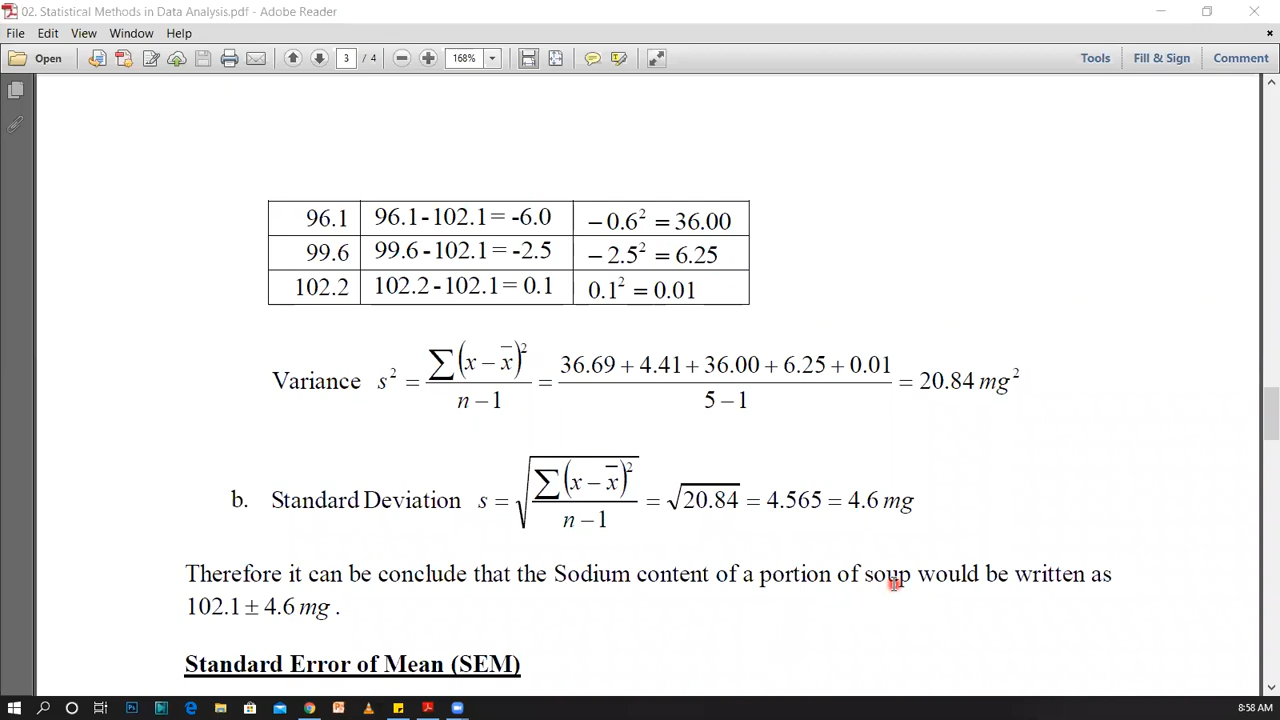 02. Statistical Methods in Data Analysis.pdf - Adobe Reader
File Edit View Window Help
Open 3 / 4 168% Tools Fill & Sign Comment
96.1 96.1-102.1= -6.0 −0.6² = 36.00
99.6 99.6-102.1= -2.5 −2.5² = 6.25
102.2 102.2-102.1= 0.1 0.1² = 0.01
Variance s² = ∑(x − x̄)² / n − 1 = 36.69 + 4.41 + 36.00 + 6.25 + 0.01 / 5 − 1 = 20.84 mg²
b. Standard Deviation s = √(∑(x − x̄)² / n − 1) = √20.84 = 4.565 = 4.6 mg
Therefore it can be conclude that the Sodium content of a portion of soup would be written as
102.1 ± 4.6 mg .
Standard Error of Mean (SEM)
8:58 AM